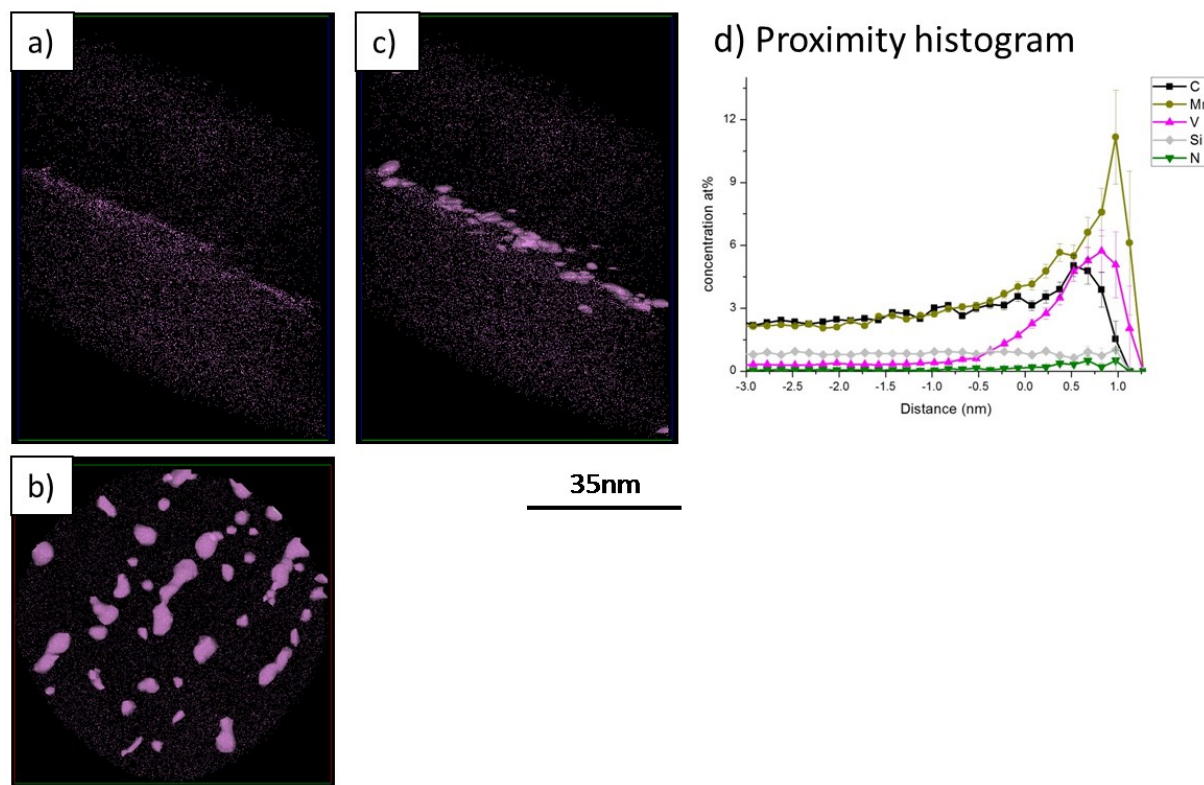 a)
c)
d) Proximity histogram
C
Mn
V
Si
N
concentration at%
12
9
6
3
0
-3.0 -2.5 -2.0 -1.5 -1.0 -0.5 0.0 0.5 1.0
Distance (nm)
b)
35nm